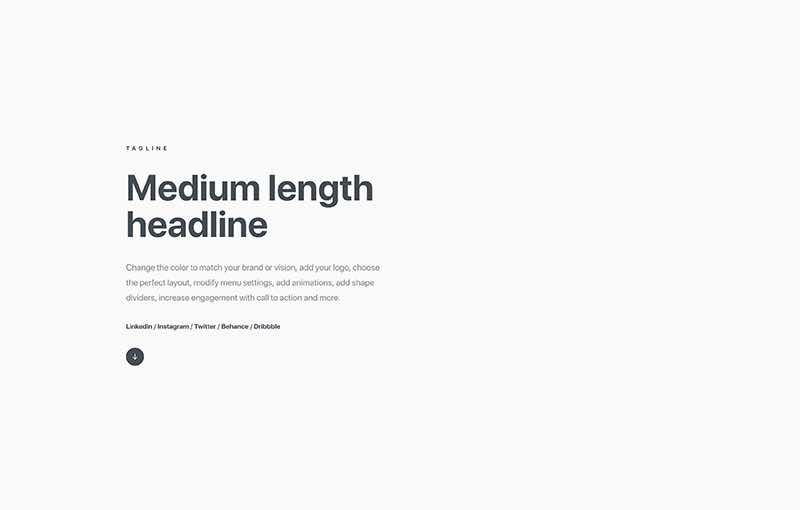 TAGLINE
Medium length
headline
Change the color to match your brand or vision, add your logo, choose
the perfect layout, modify menu settings, add animations, add shape
dividers, increase engagement with call to action and more.
Linkedin / Instagram / Twitter / Behance / Dribbble